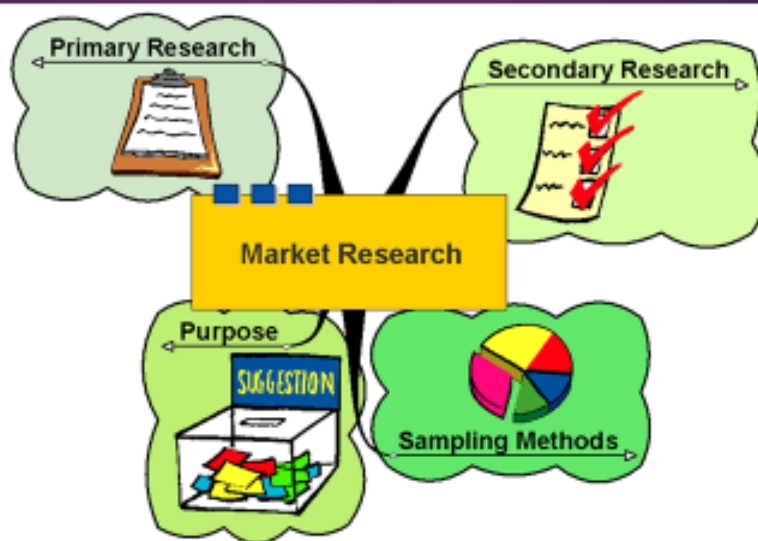 Primary Research
Secondary Research
Market Research
Purpose
SUGGESTION
Sampling Methods